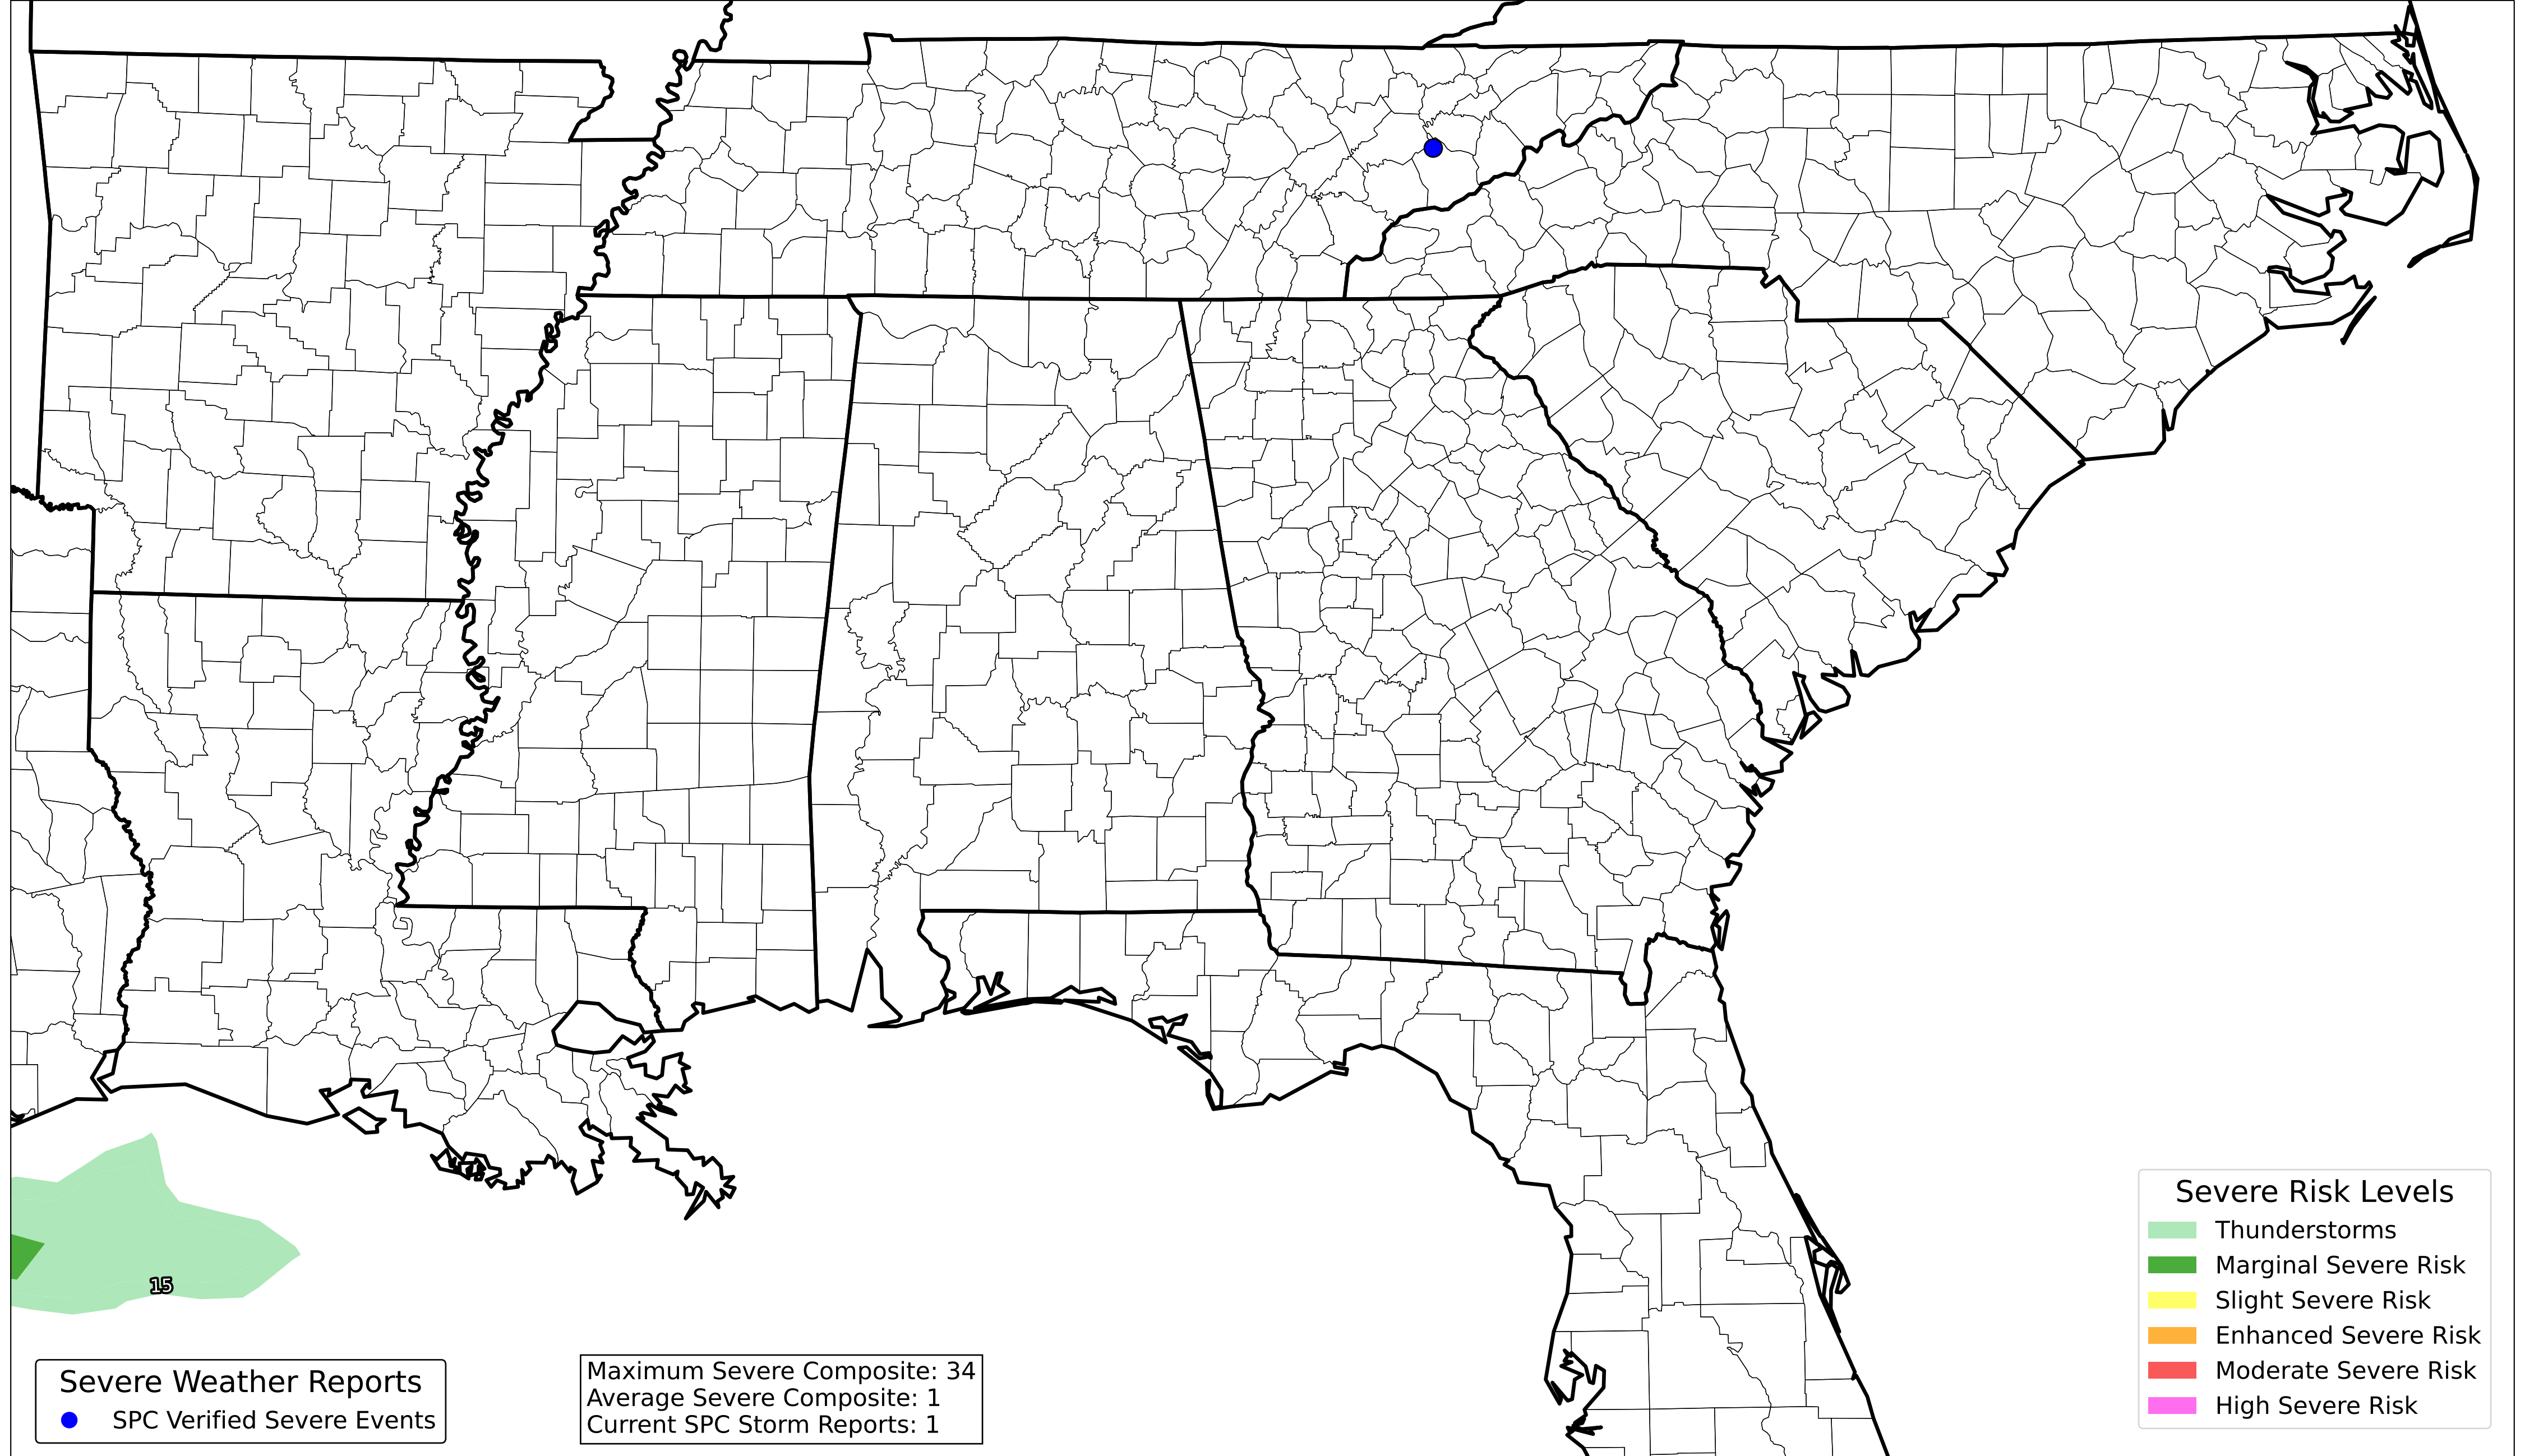 15
Severe Weather Reports
SPC Verified Severe Events
Maximum Severe Composite: 34
Average Severe Composite: 1
Current SPC Storm Reports: 1
Severe Risk Levels
Thunderstorms
Marginal Severe Risk
Slight Severe Risk
Enhanced Severe Risk
Moderate Severe Risk
High Severe Risk